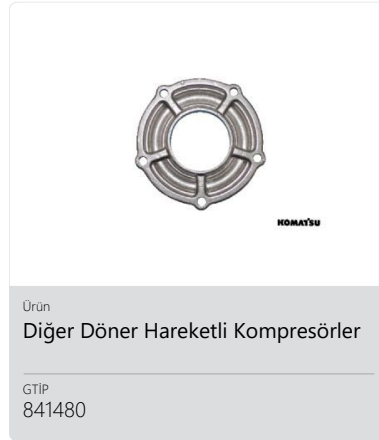 KOMATSU
Ürün
Diğer Döner Hareketli Kompresörler
GTİP
841480